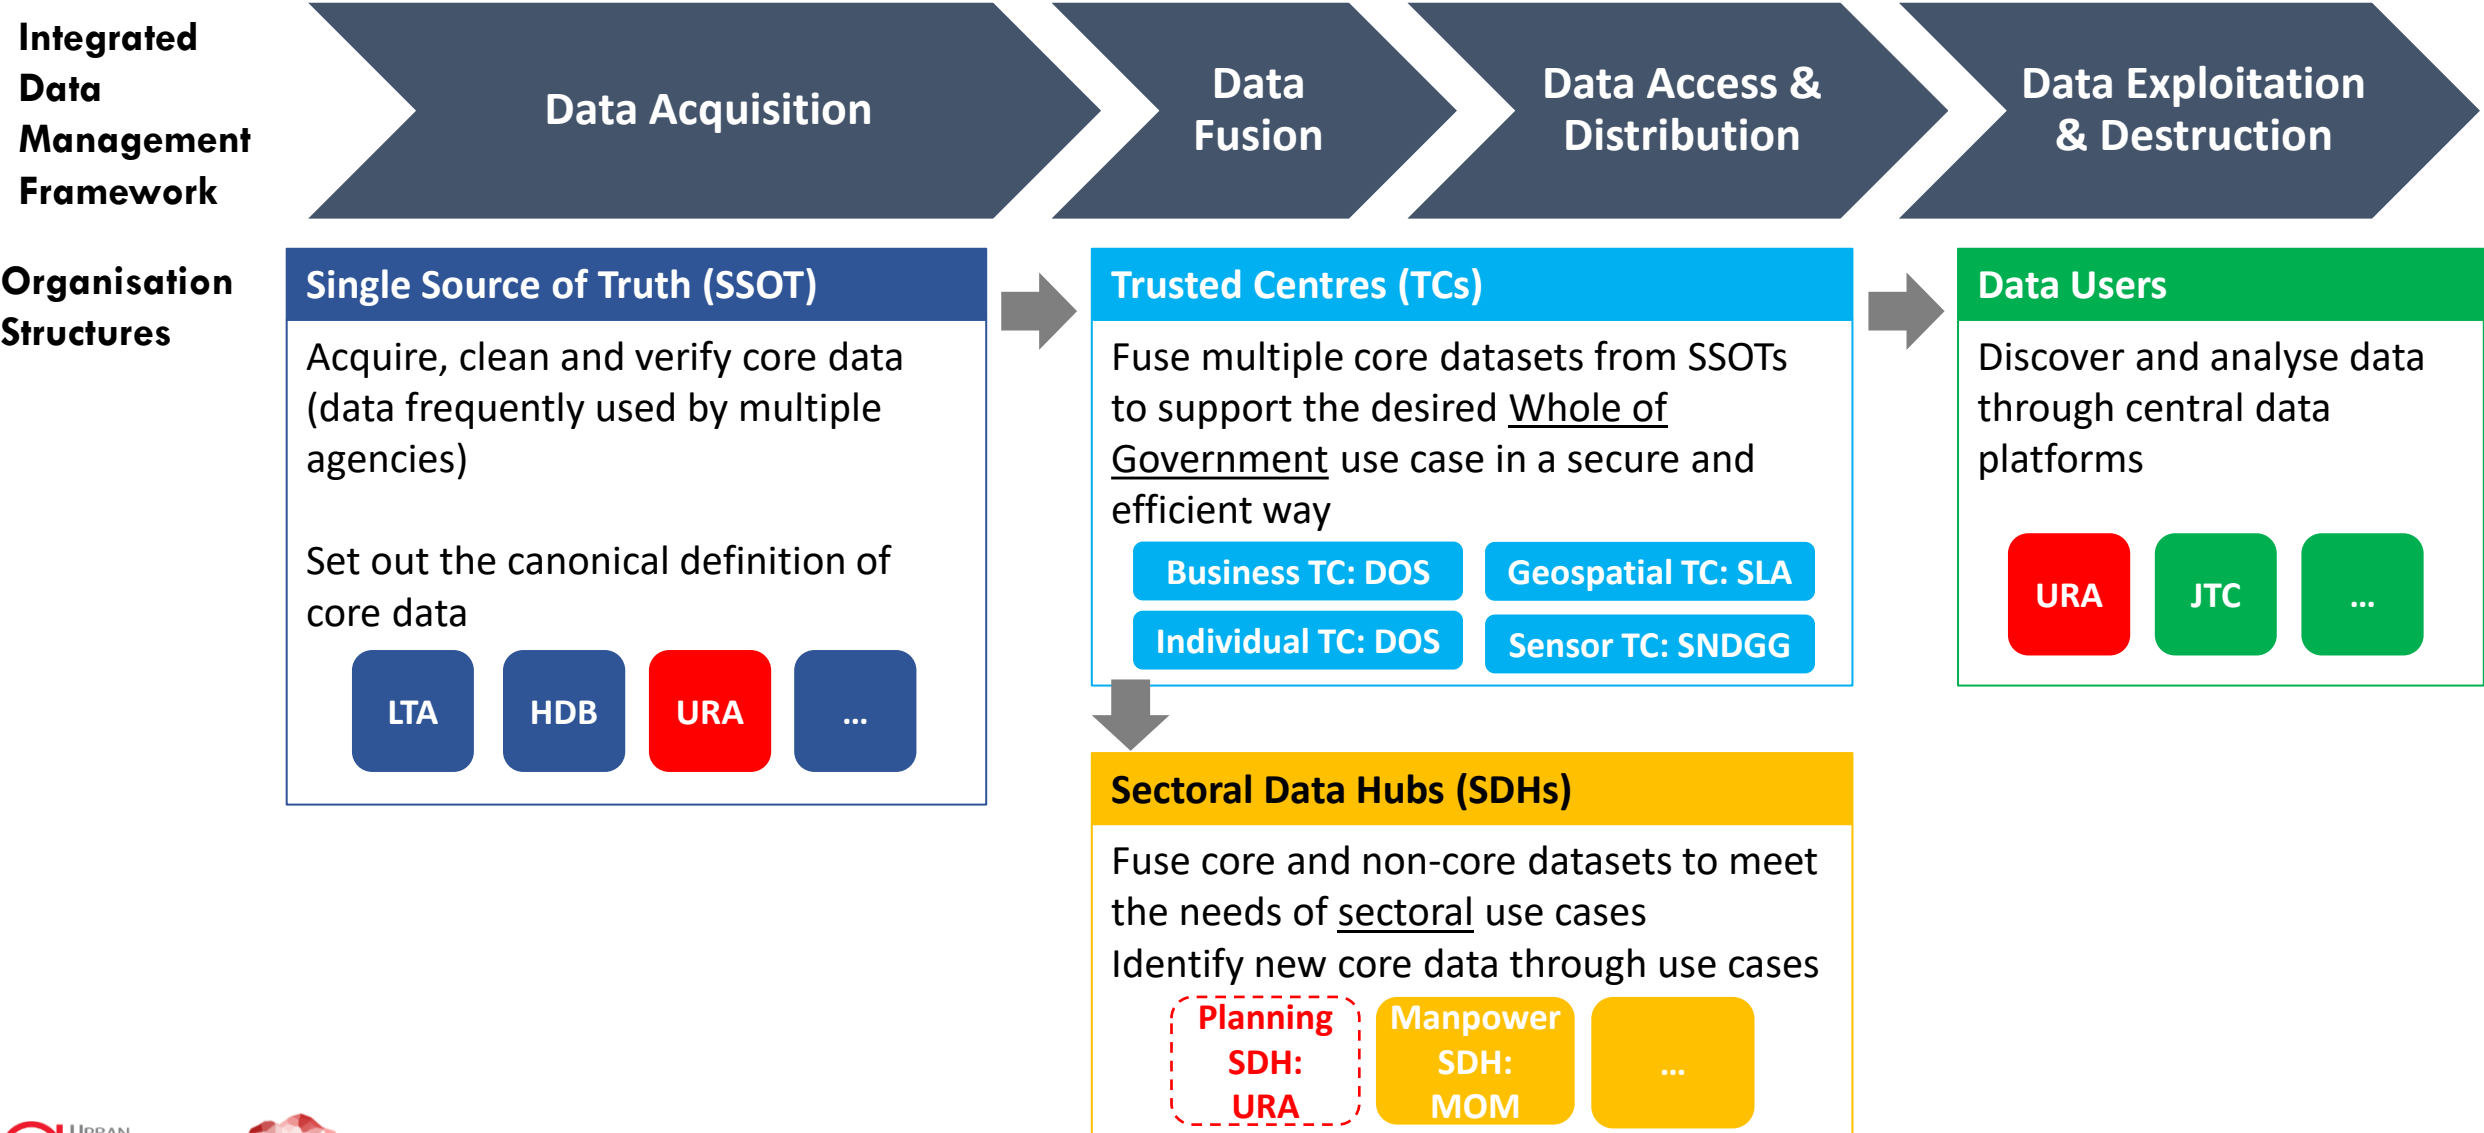 Integrated
Data
Management
Framework
Data Acquisition
Data
Fusion
Data Access &
Distribution
Data Exploitation
& Destruction
Organisation
Structures
Single Source of Truth (SSOT)
Acquire, clean and verify core data
(data frequently used by multiple
agencies)
Set out the canonical definition of
core data
LTA
HDB
URA
...
Trusted Centres (TCs)
Fuse multiple core datasets from SSOTs
to support the desired Whole of
Government use case in a secure and
efficient way
Business TC: DOS
Geospatial TC: SLA
Individual TC: DOS
Sensor TC: SNDGG
Data Users
Discover and analyse data
through central data
platforms
URA
JTC
...
Sectoral Data Hubs (SDHs)
Fuse core and non-core datasets to meet
the needs of sectoral use cases
Identify new core data through use cases
Planning
SDH:
URA
Manpower
SDH:
MOM
...
URBAN